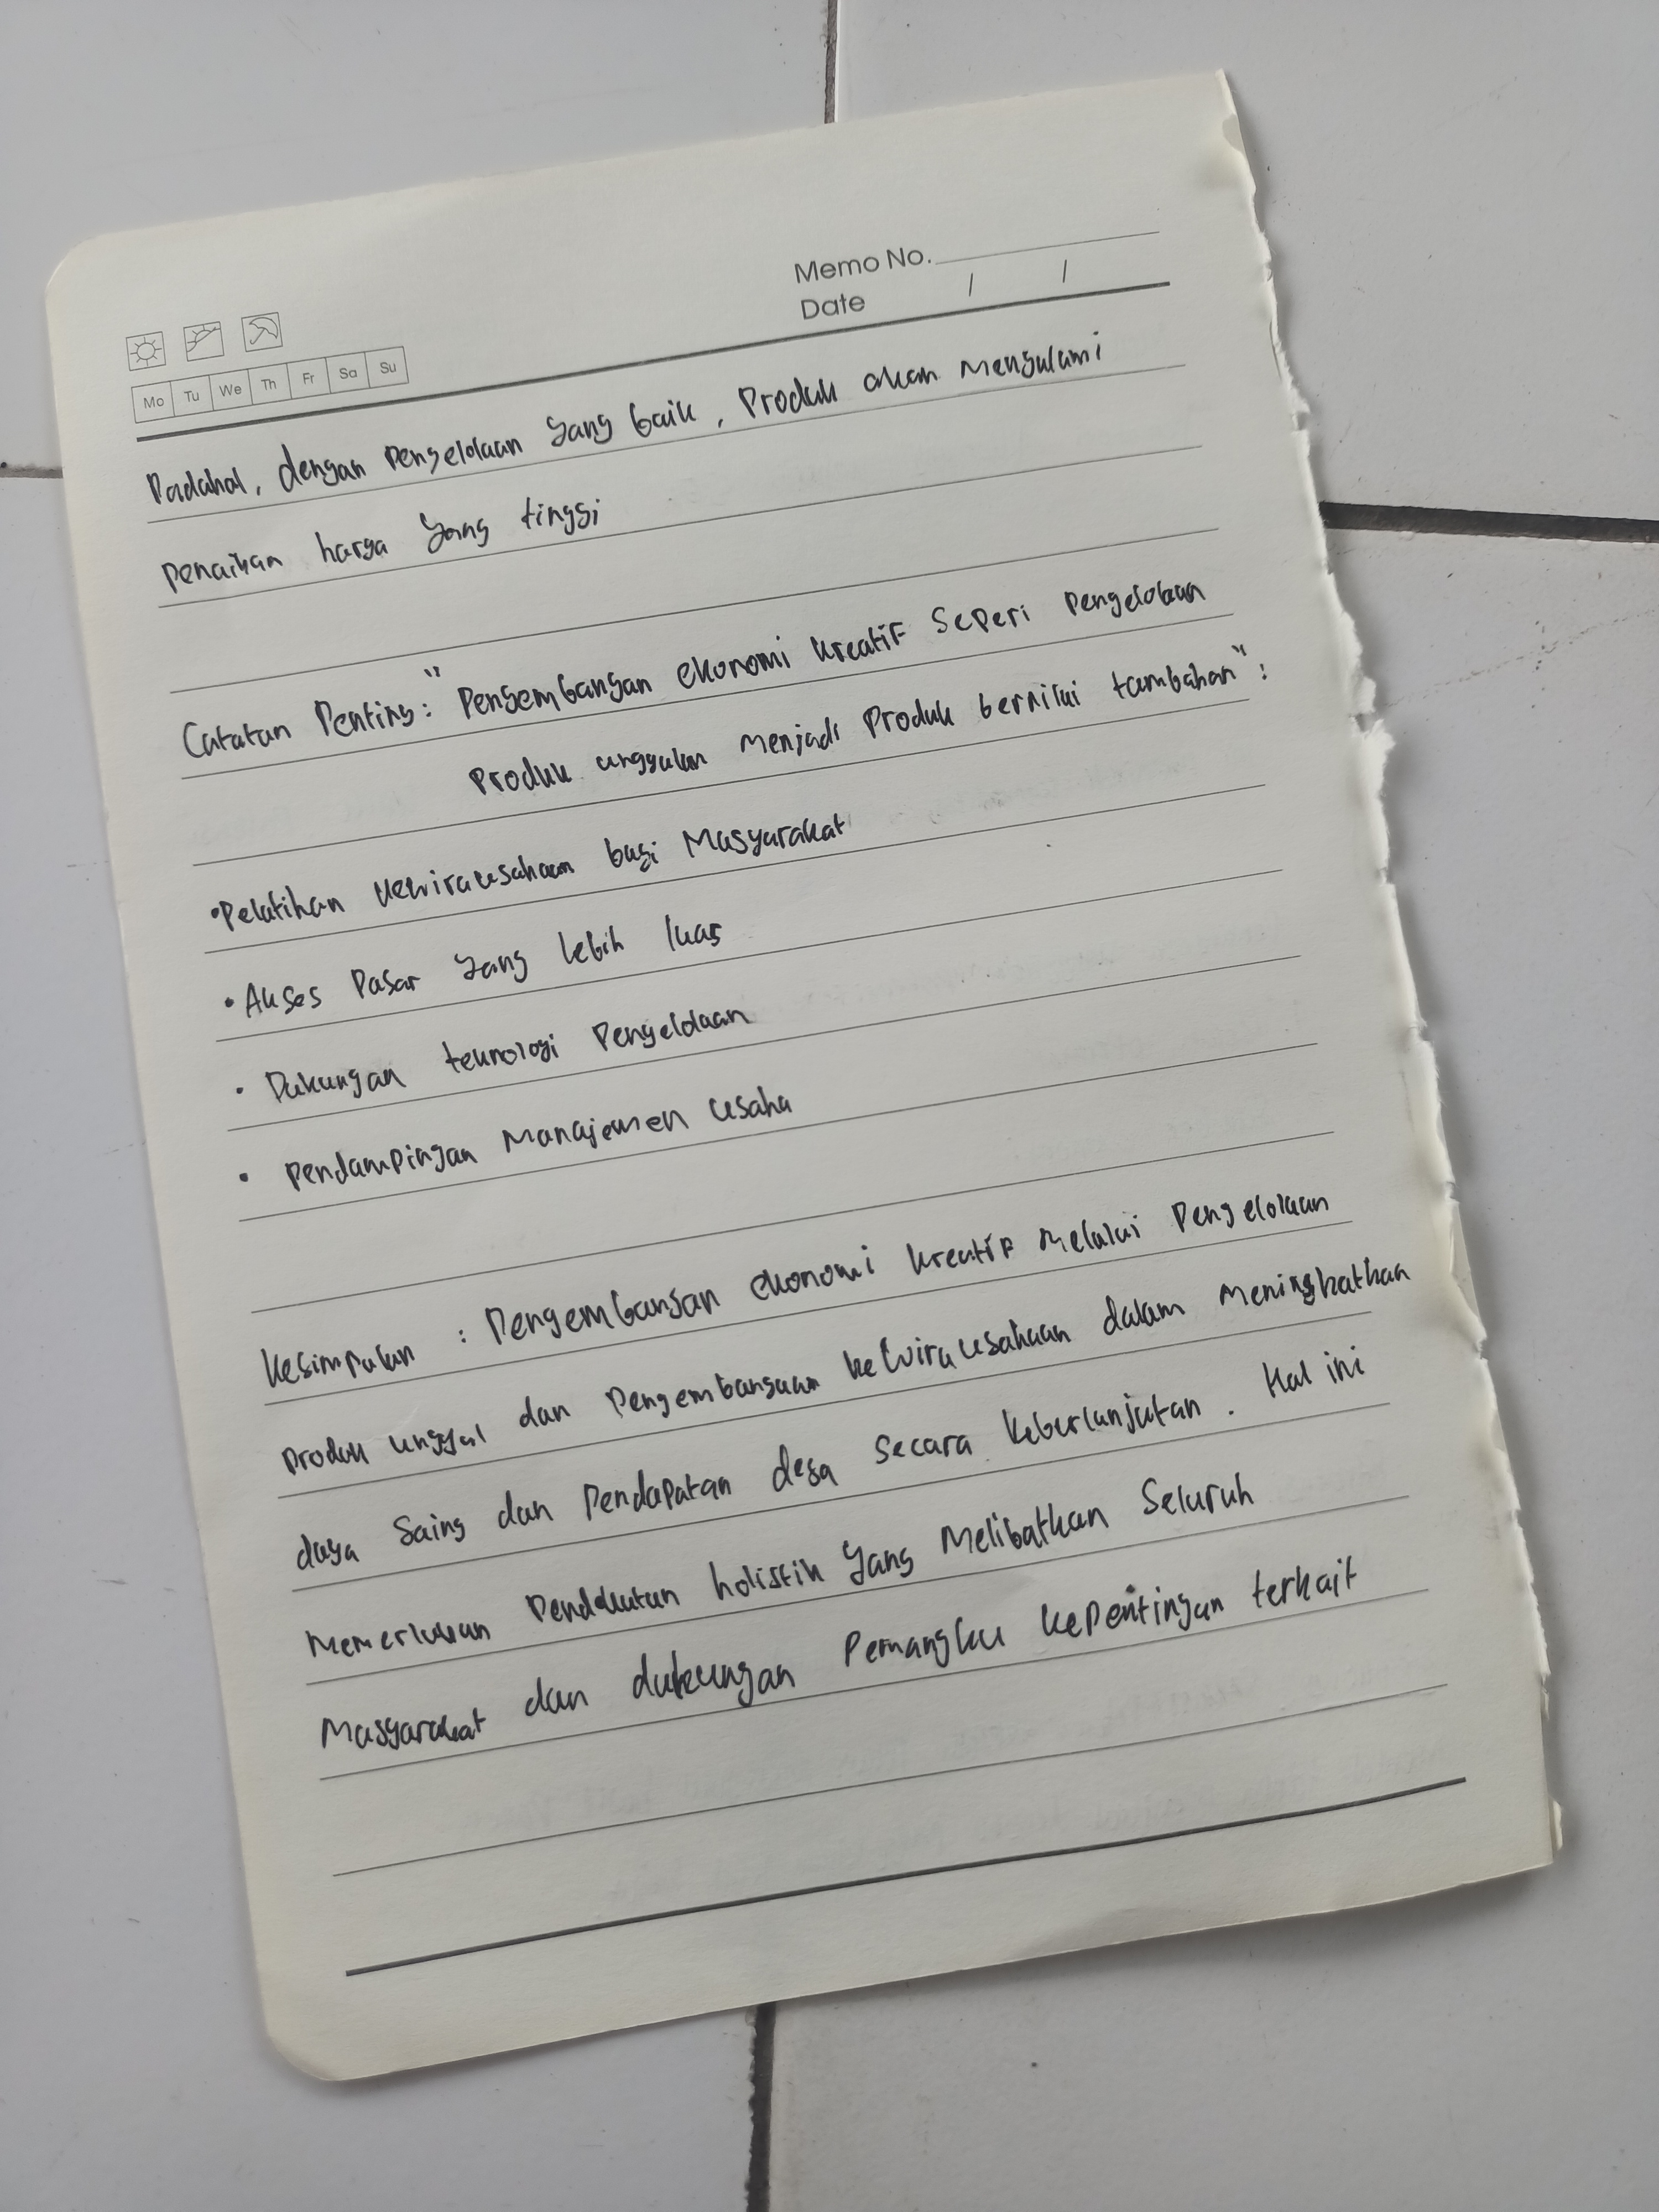 Memo No.
Date / /
Mo Tu We Th Fr Sa Su
Padahal, dengan pengelolaan yang baik, produk akan mengalami
penaikan harga yang tinggi
Catatan Penting: "Pengembangan ekonomi kreatif seperi pengelolaan
produk unggulan menjadi produk bernilai tambahan":
•Pelatihan kewirausahaan bagi Masyarakat
• Akses pasar yang lebih luas
• Dukungan teknologi pengelolaan
• pendampingan manajemen usaha
Kesimpulan : Pengembangan ekonomi kreatif melalui pengelolaan
produk unggul dan pengembangaan kewirausahaan dalam meningkatkan
daya saing dan pendapatan desa secara keberlanjutan. Hal ini
memerlukan pendekatan holistik yang melibatkan seluruh
masyarakat dan dukungan pemangku kepentingan terkait